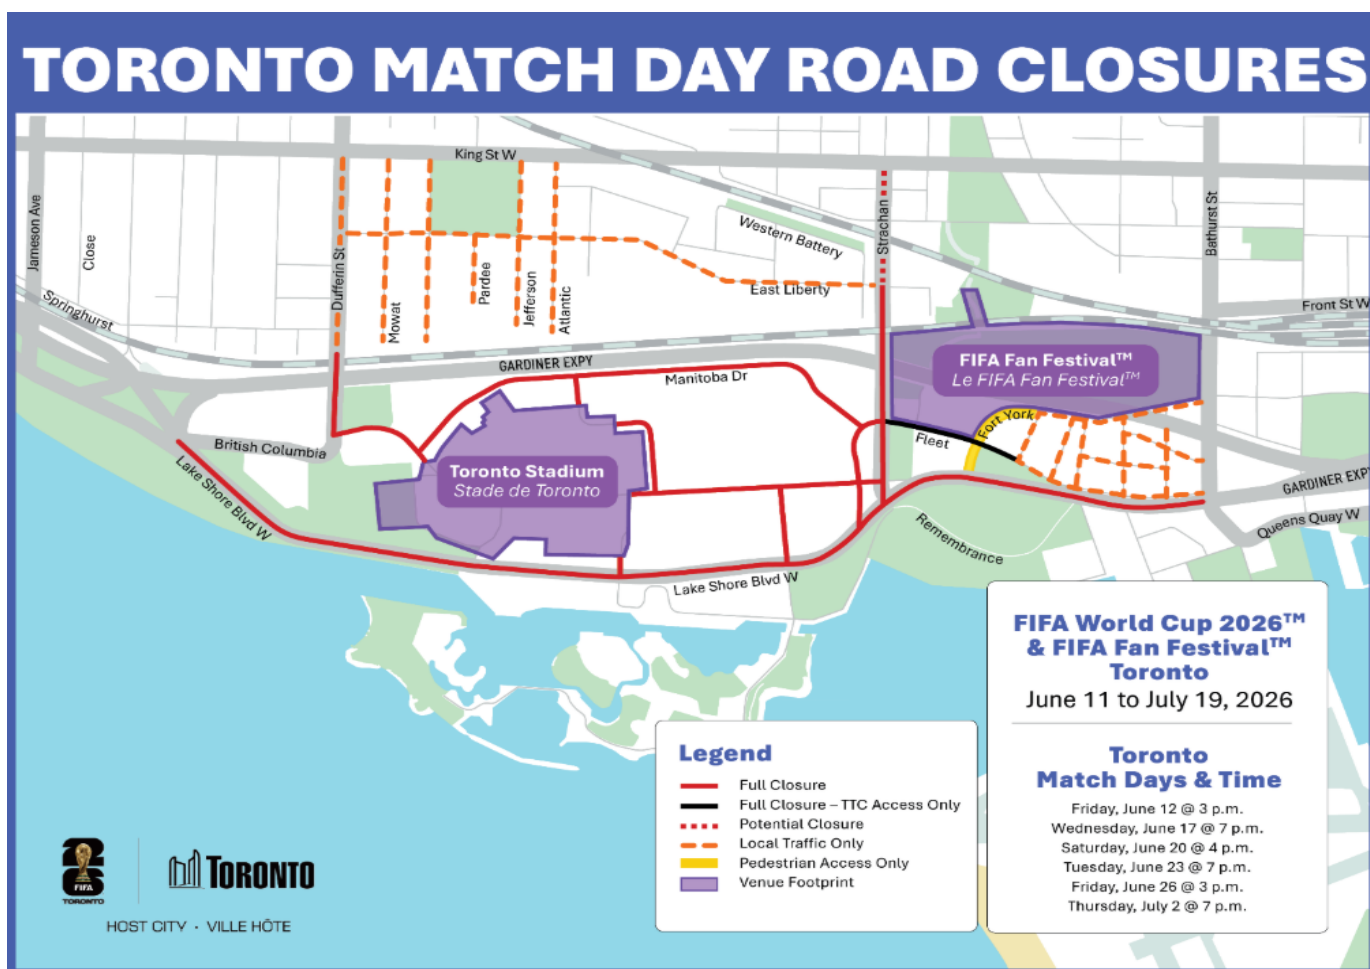 TORONTO MATCH DAY ROAD CLOSURES
King St W
Jameson Ave
Close
Dufferin St
Mowat
Pardee
Jefferson
Atlantic
Western Battery
Strachan
Bathurst St
East Liberty
Springhurst
Front St W
GARDINER EXPY
Manitoba Dr
FIFA Fan Festival™
Le FIFA Fan Festival™
Fort York
Fleet
British Columbia
Toronto Stadium
Stade de Toronto
Lake Shore Blvd W
GARDINER EXP
Queens Quay W
Remembrance
Lake Shore Blvd W
FIFA World Cup 2026™
& FIFA Fan Festival™
Toronto
June 11 to July 19, 2026
Toronto
Match Days & Time
Friday, June 12 @ 3 p.m.
Wednesday, June 17 @ 7 p.m.
Saturday, June 20 @ 4 p.m.
Tuesday, June 23 @ 7 p.m.
Friday, June 26 @ 3 p.m.
Thursday, July 2 @ 7 p.m.
Legend
Full Closure
Full Closure – TTC Access Only
Potential Closure
Local Traffic Only
Pedestrian Access Only
Venue Footprint
26
FIFA
TORONTO
TORONTO
HOST CITY · VILLE HÔTE